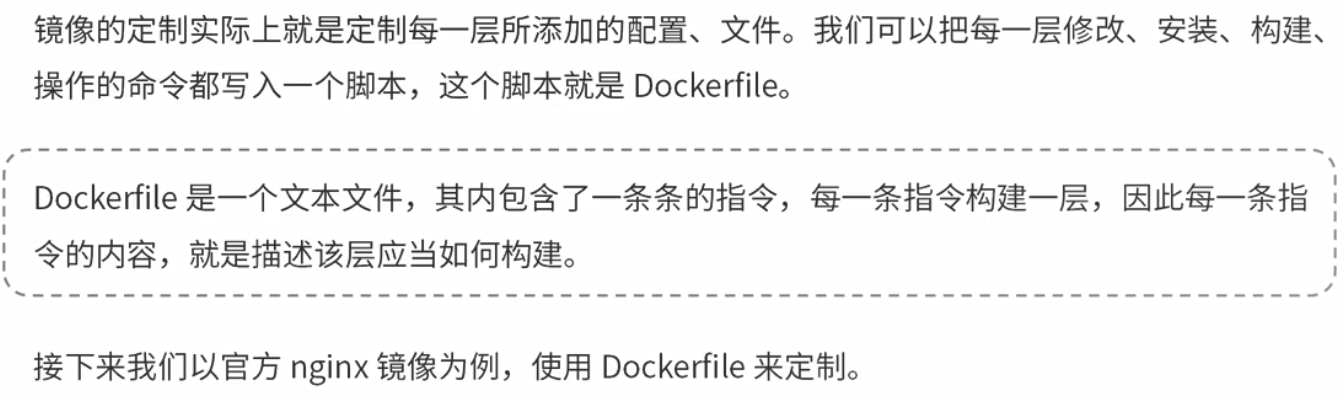 镜像的定制实际上就是定制每一层所添加的配置、文件。我们可以把每一层修改、安装、构建、
操作的命令都写入一个脚本，这个脚本就是 Dockerfile。
Dockerfile 是一个文本文件，其内包含了一条条的指令，每一条指令构建一层，因此每一条指
令的内容，就是描述该层应当如何构建。
接下来我们以官方 nginx 镜像为例，使用 Dockerfile 来定制。